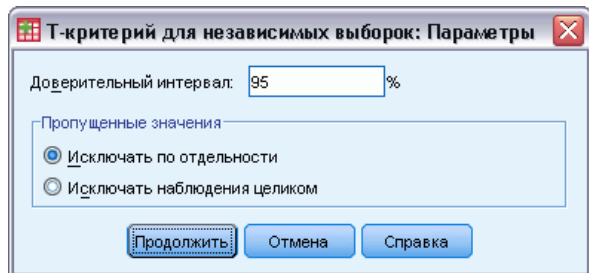 Т-критерий для независимых выборок: Параметры
Доверительный интервал: 95 %
Пропущенные значения
Исключать по отдельности
Исключать наблюдения целиком
Продолжить Отмена Справка